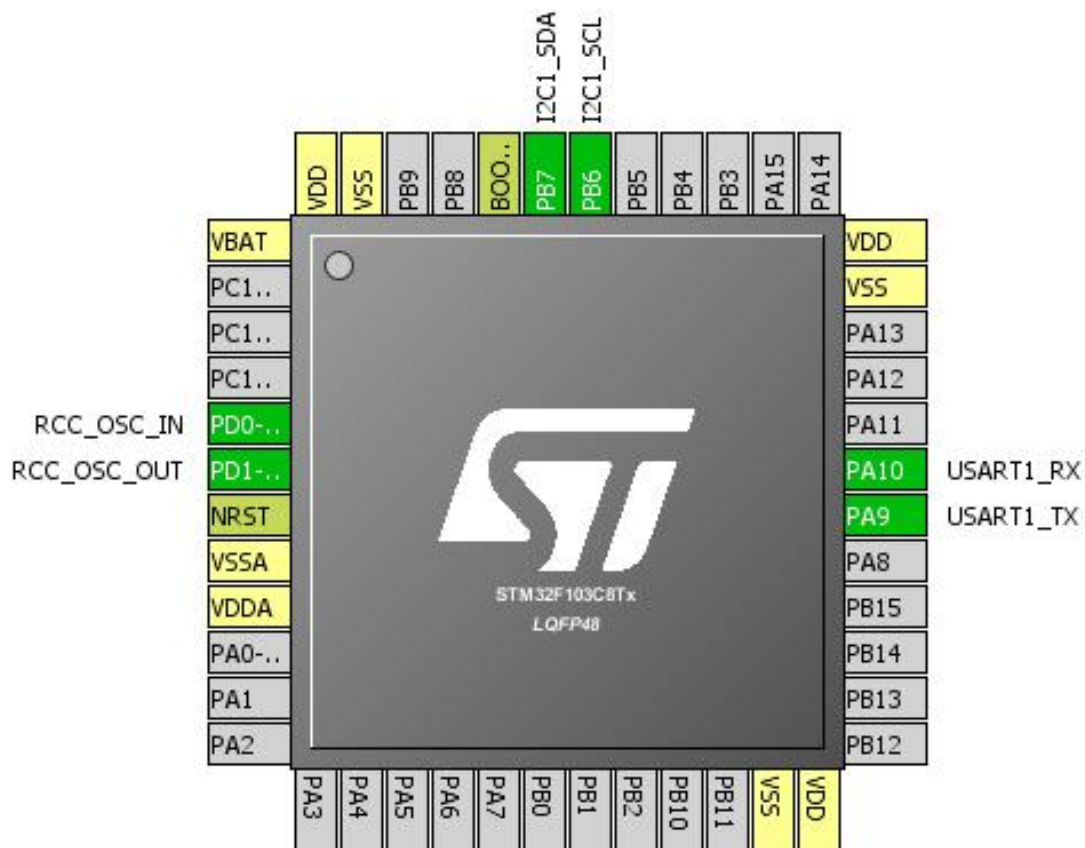 I2C1_SDA
I2C1_SCL
VDD
VSS
PB9
PB8
BOO..
PB7
PB6
PB5
PB4
PB3
PA15
PA14
VBAT
PC1..
PC1..
PC1..
RCC_OSC_IN PD0-..
RCC_OSC_OUT PD1-..
NRST
VSSA
VDDA
PA0-..
PA1
PA2
VDD
VSS
PA13
PA12
PA11
PA10 USART1_RX
PA9 USART1_TX
PA8
PB15
PB14
PB13
PB12
ST
STM32F103C8Tx
LQFP48
PA3
PA4
PA5
PA6
PA7
PB0
PB1
PB2
PB10
PB11
VSS
VDD